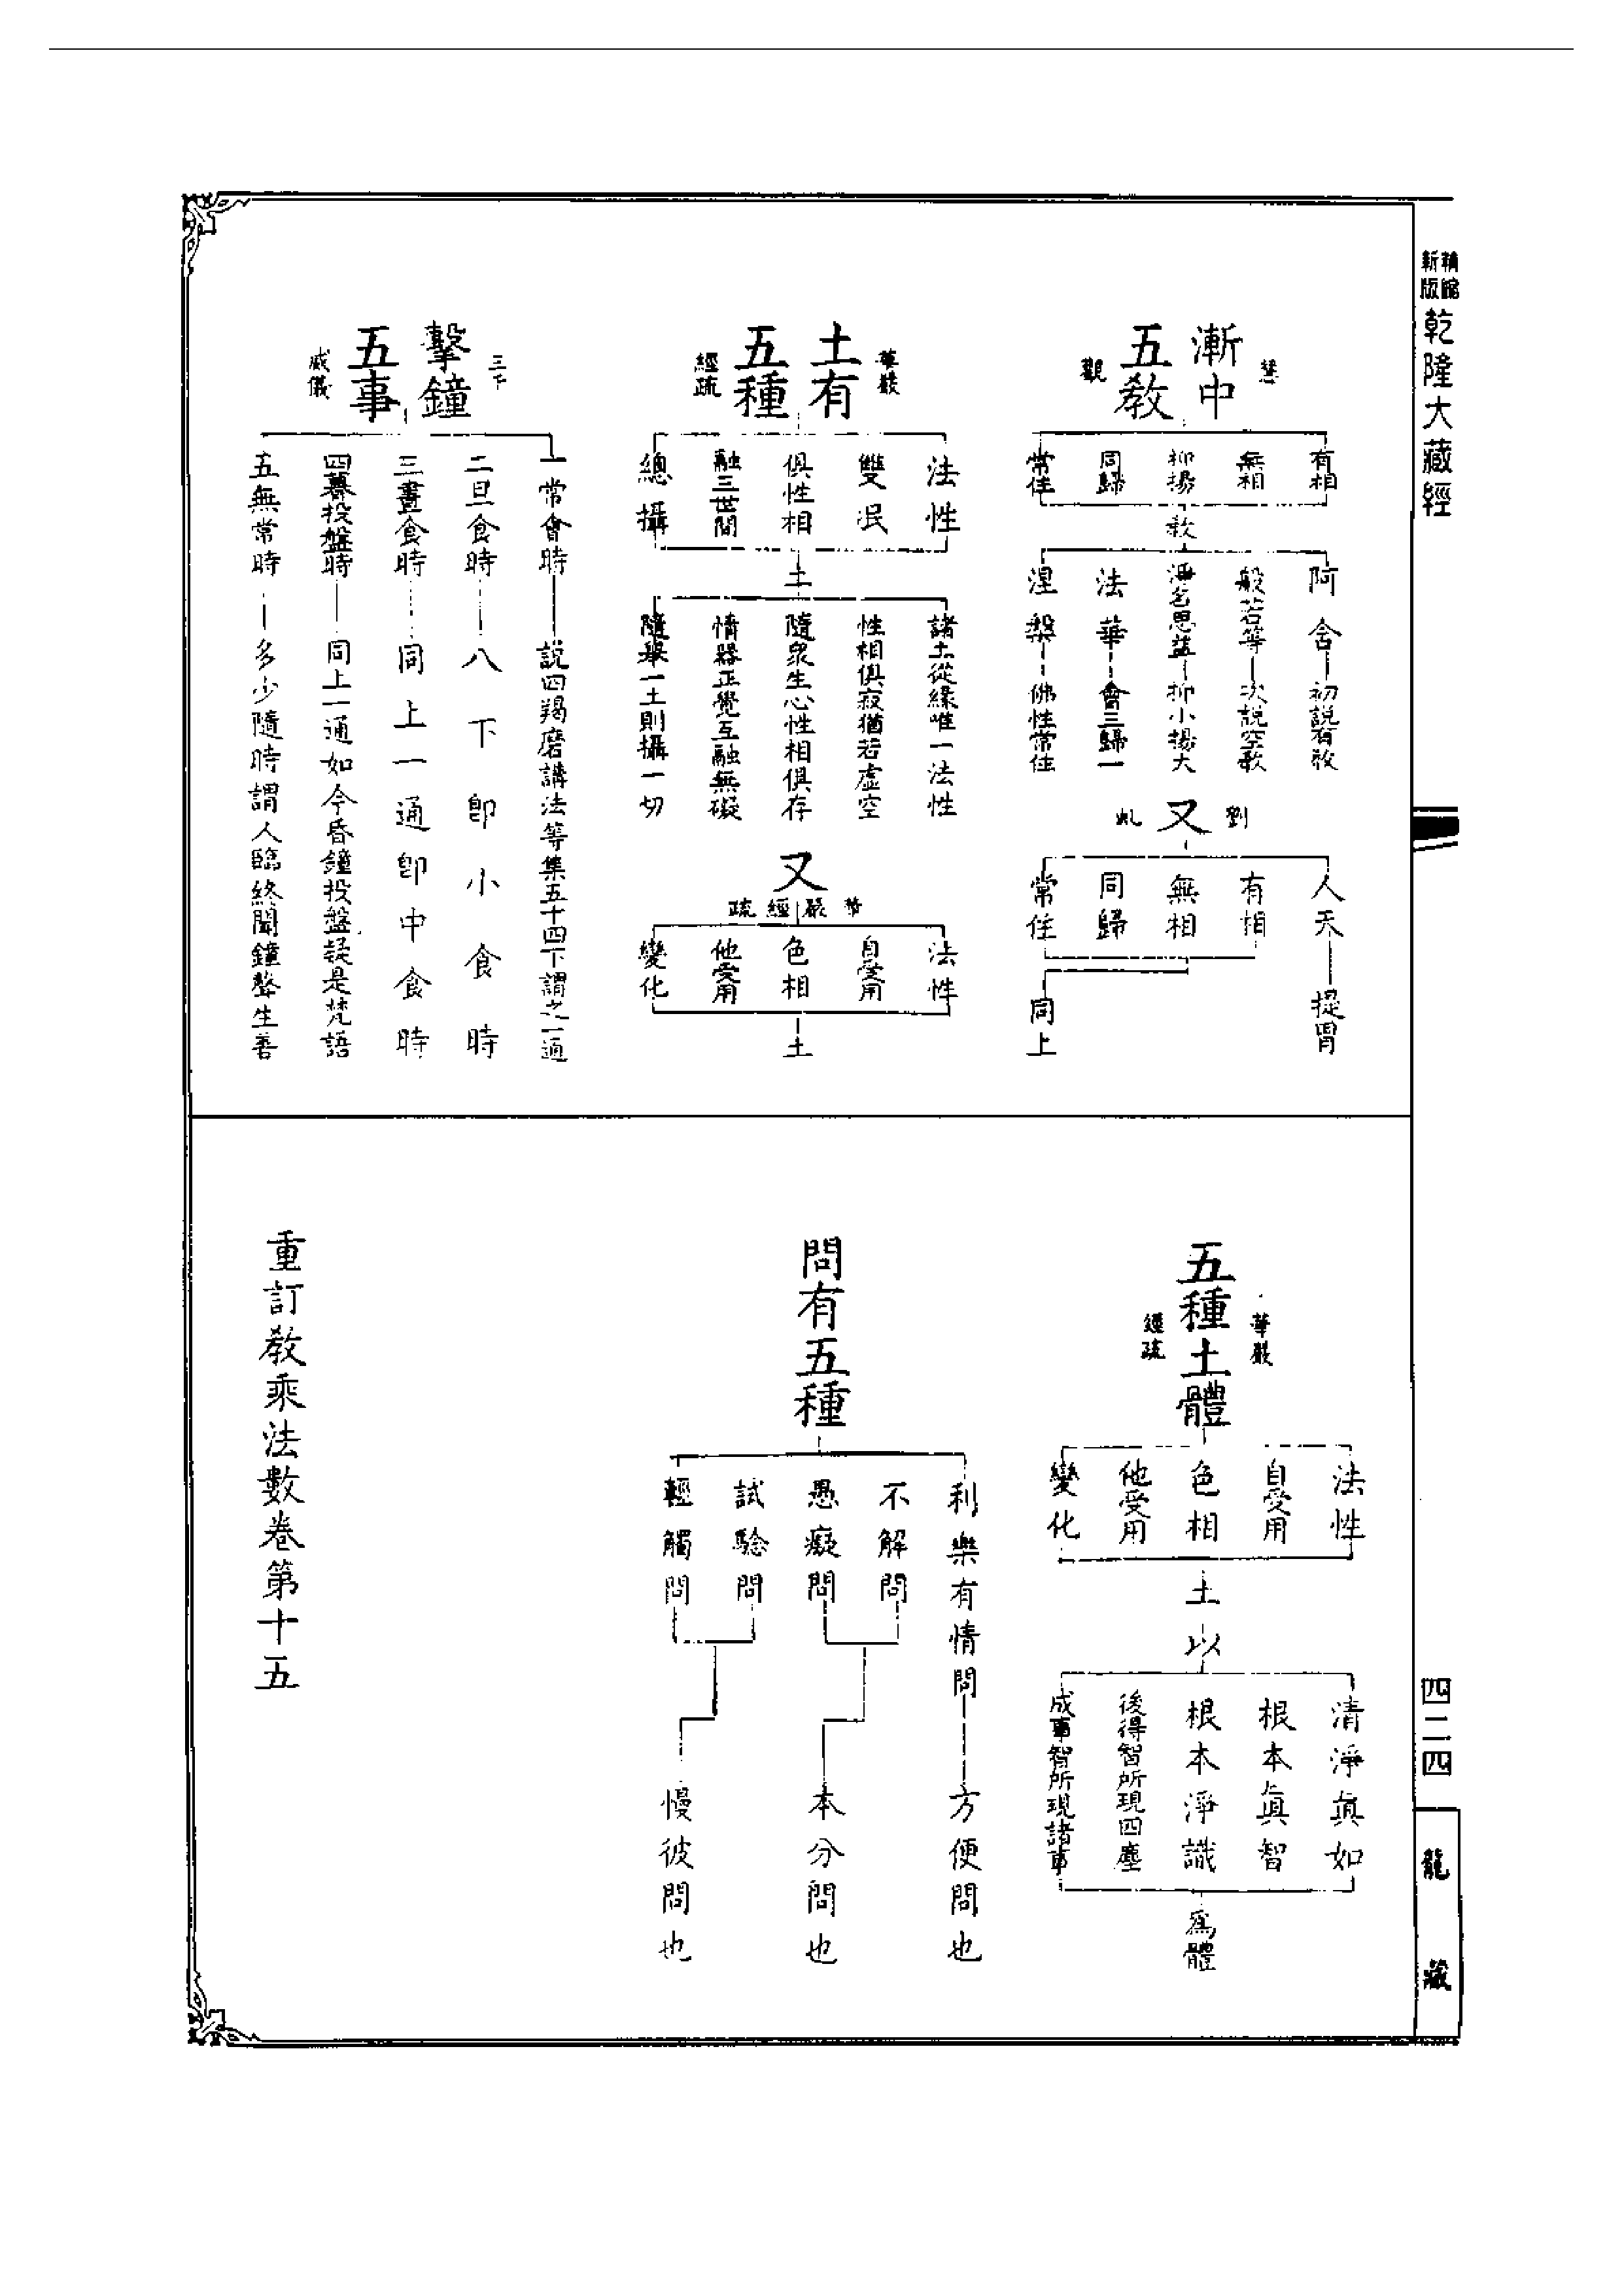 新版
乾隆大藏經
漸中
五教
慧
觀
有相
無相
抑揚
同歸
常住
教
阿含 初説有教
般若等 次説空教
淨名思益 抑小揚大
法華 會三歸一
涅槃 佛性常住
又
劉
虬
人天 提胃
有相
無相
同歸
常住
同上
土有
五種
華嚴
經疏
法性
雙泯
俱性相
融三世間
總攝
土
諸土從緣唯一法性
性相俱寂猶若虛空
隨衆生心性相俱存
情器正覺互融無礙
隨舉一土則攝一切
又
華嚴經疏
法性
自受用
色相
他受用
變化
土
擊鐘
五事
三下
威儀
一常會時 説四羯磨講法等集五十四下謂之一通
二旦食時 八下卽小食時
三晝食時 同上一通卽中食時
四暮投盤時 同上一通如今昏鐘投盤疑是梵語
五無常時 多少隨時謂人臨終聞鐘聲生善
五種土體
華嚴
經疏
法性
自受用
色相
他受用
變化
土以
清淨眞如
根本眞智
根本淨識
後得智所現四塵
成事智所現諸事
爲體
問有五種
利樂有情問 方便問也
不解問
愚癡問
本分問也
試驗問
輕觸問
慢彼問也
重訂教乘法數卷第十五
四二四
龍藏